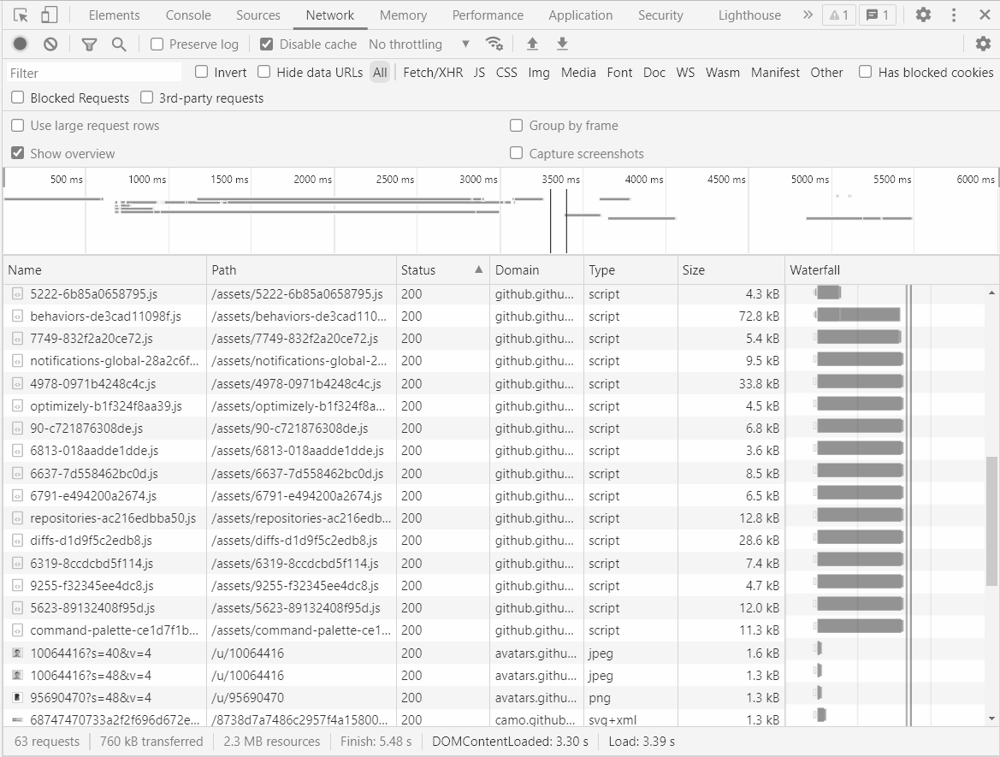 Elements Console Sources Network Memory Performance Application Security Lighthouse » 1 1
Preserve log Disable cache No throttling
Filter Invert Hide data URLs All Fetch/XHR JS CSS Img Media Font Doc WS Wasm Manifest Other Has blocked cookies
Blocked Requests 3rd-party requests
Use large request rows Group by frame
Show overview Capture screenshots
500 ms 1000 ms 1500 ms 2000 ms 2500 ms 3000 ms 3500 ms 4000 ms 4500 ms 5000 ms 5500 ms 6000 ms
Name Path Status Domain Type Size Waterfall
5222-6b85a0658795.js /assets/5222-6b85a0658795.js 200 github.githu... script 4.3 kB
behaviors-de3cad11098f.js /assets/behaviors-de3cad110... 200 github.githu... script 72.8 kB
7749-832f2a20ce72.js /assets/7749-832f2a20ce72.js 200 github.githu... script 5.4 kB
notifications-global-28a2c6f... /assets/notifications-global-2... 200 github.githu... script 9.5 kB
4978-0971b4248c4c.js /assets/4978-0971b4248c4c.js 200 github.githu... script 33.8 kB
optimizely-b1f324f8aa39.js /assets/optimizely-b1f324f8a... 200 github.githu... script 4.5 kB
90-c721876308de.js /assets/90-c721876308de.js 200 github.githu... script 6.8 kB
6813-018aadde1dde.js /assets/6813-018aadde1dde.js 200 github.githu... script 3.6 kB
6637-7d558462bc0d.js /assets/6637-7d558462bc0d.js 200 github.githu... script 8.5 kB
6791-e494200a2674.js /assets/6791-e494200a2674.js 200 github.githu... script 6.5 kB
repositories-ac216edbba50.js /assets/repositories-ac216edb... 200 github.githu... script 12.8 kB
diffs-d1d9f5c2edb8.js /assets/diffs-d1d9f5c2edb8.js 200 github.githu... script 28.6 kB
6319-8ccdcbd5f114.js /assets/6319-8ccdcbd5f114.js 200 github.githu... script 7.4 kB
9255-f32345ee4dc8.js /assets/9255-f32345ee4dc8.js 200 github.githu... script 4.7 kB
5623-89132408f95d.js /assets/5623-89132408f95d.js 200 github.githu... script 12.0 kB
command-palette-ce1d7f1b... /assets/command-palette-ce1... 200 github.githu... script 11.3 kB
10064416?s=40&v=4 /u/10064416 200 avatars.githu... jpeg 1.6 kB
10064416?s=48&v=4 /u/10064416 200 avatars.githu... jpeg 1.3 kB
95690470?s=48&v=4 /u/95690470 200 avatars.githu... png 1.3 kB
68747470733a2f2f696d672e... /8738d7a7486c2957f4a15800... 200 camo.github... svg+xml 1.3 kB
63 requests 760 kB transferred 2.3 MB resources Finish: 5.48 s DOMContentLoaded: 3.30 s Load: 3.39 s